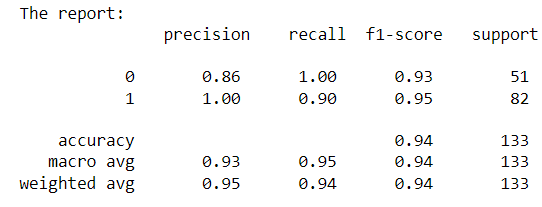 The report:
precision recall f1-score support
0 0.86 1.00 0.93 51
1 1.00 0.90 0.95 82
accuracy 0.94 133
macro avg 0.93 0.95 0.94 133
weighted avg 0.95 0.94 0.94 133